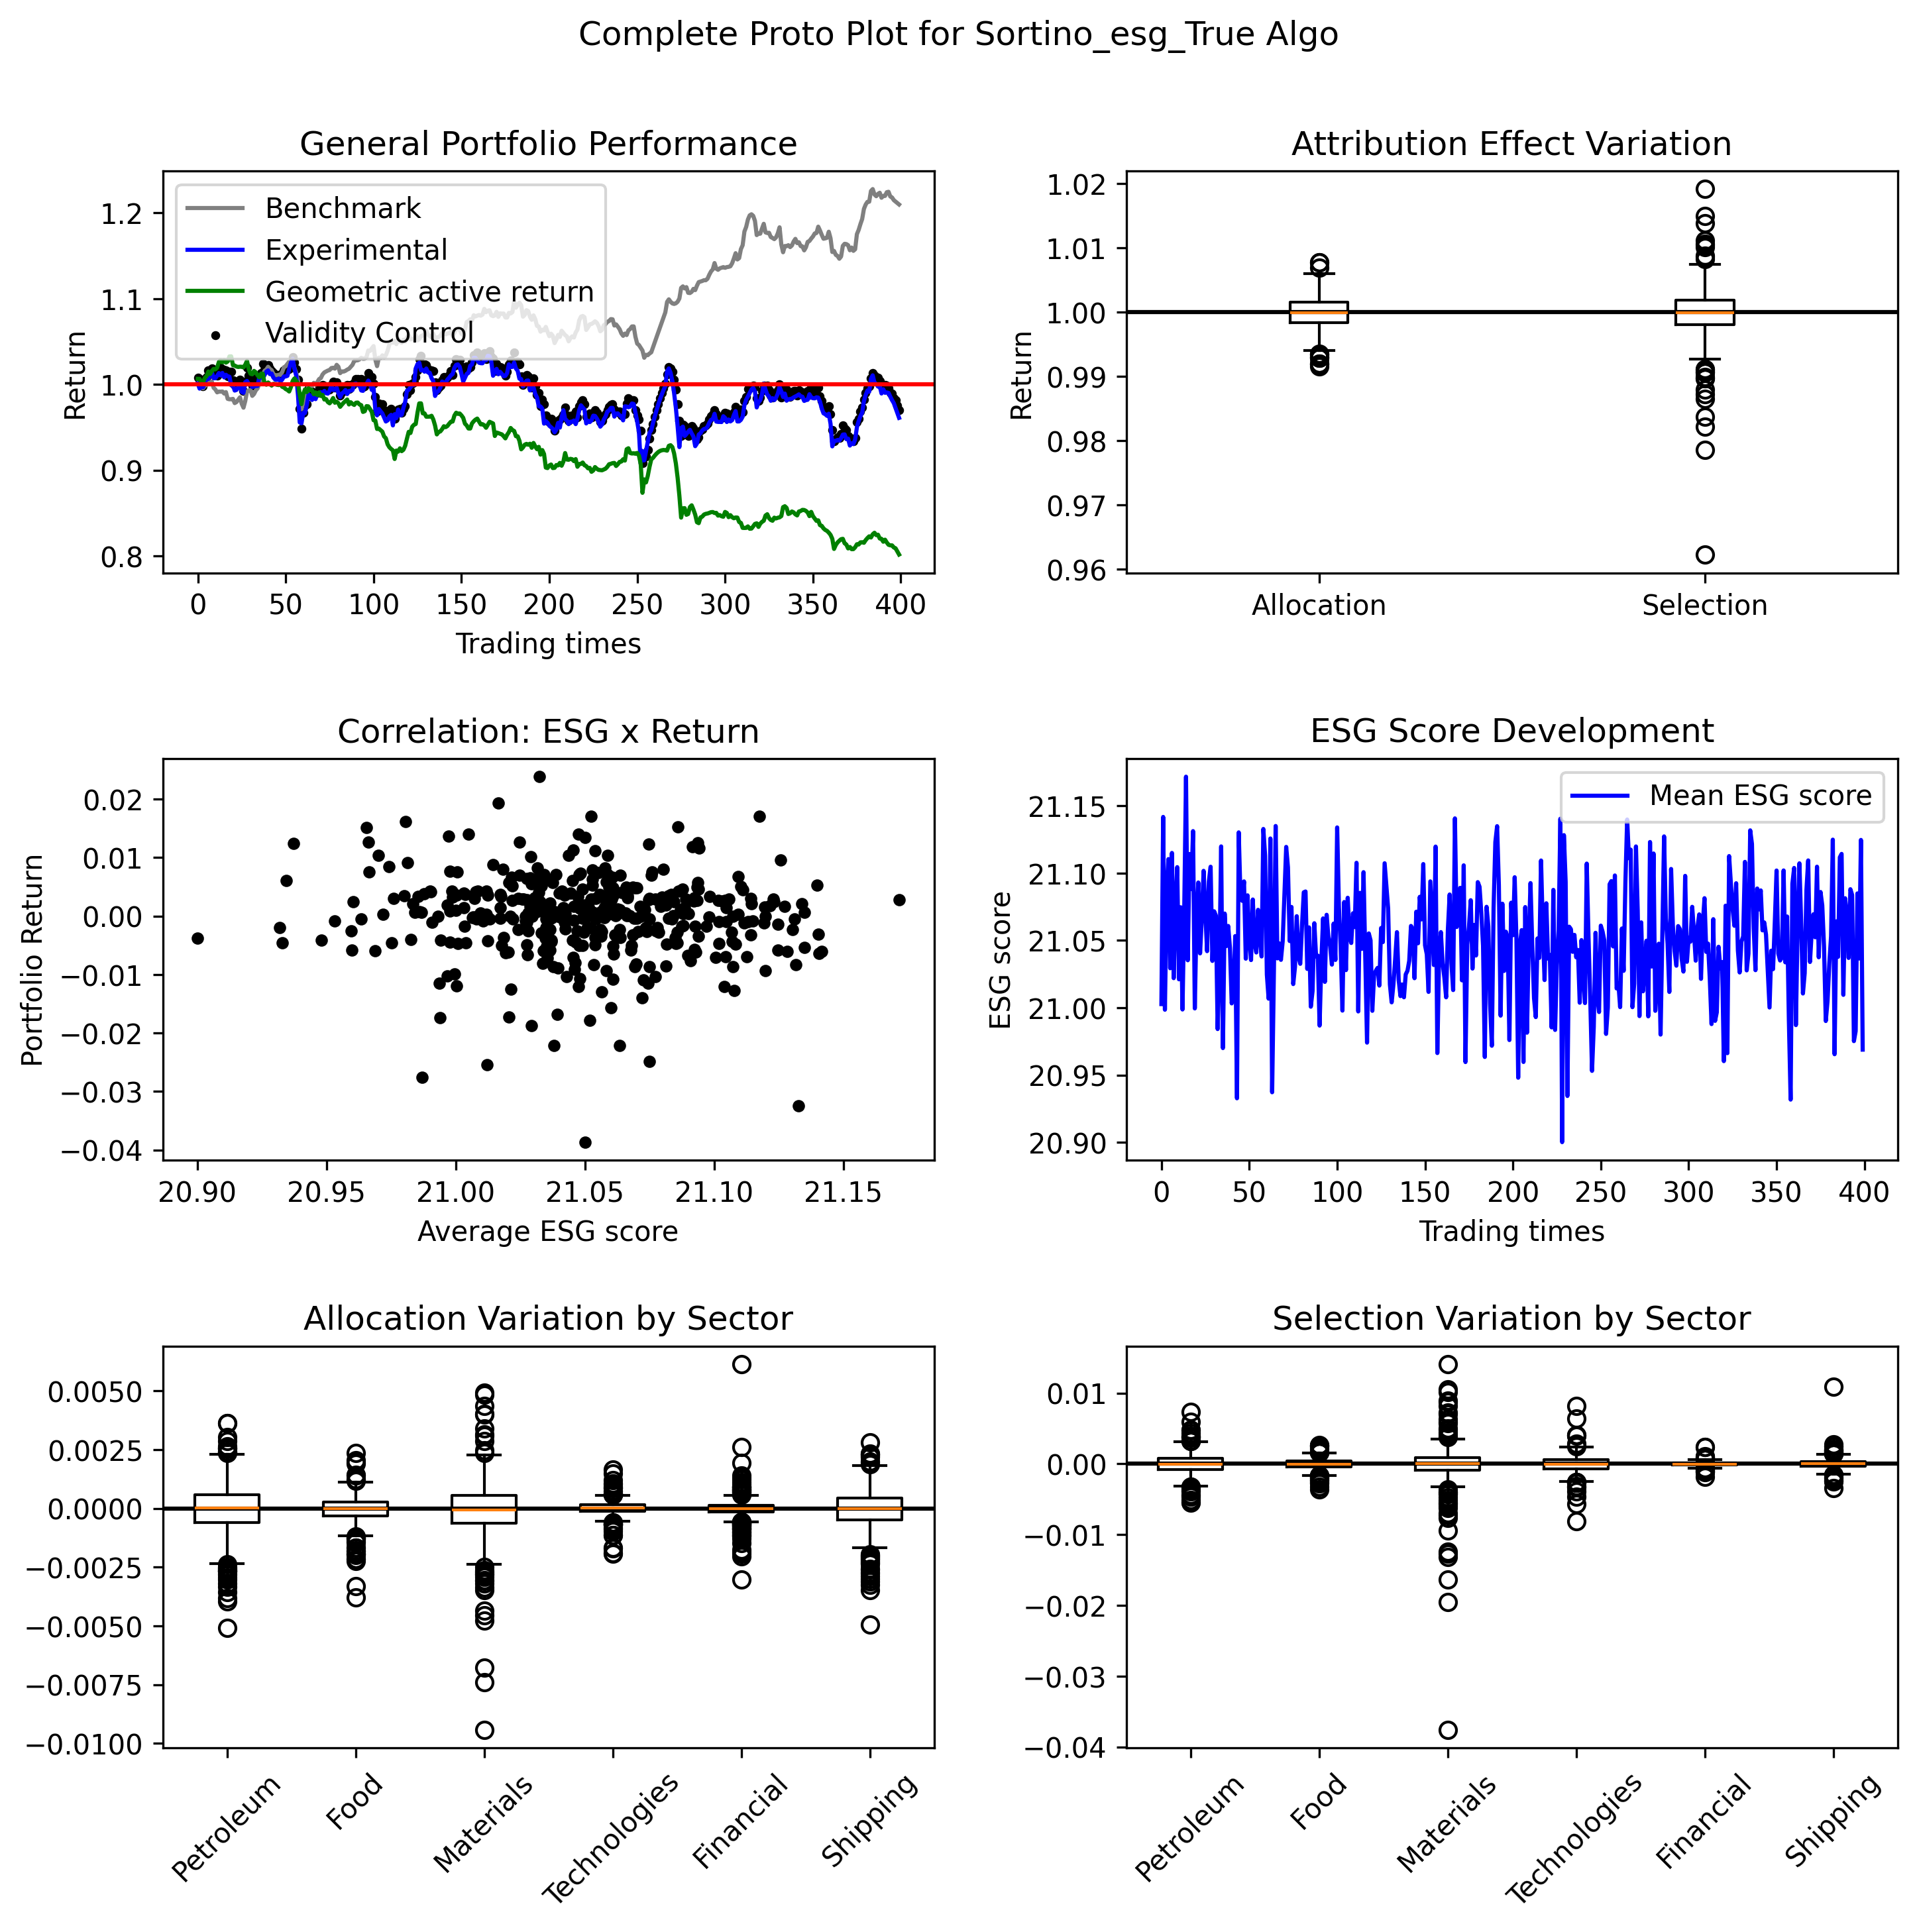 Complete Proto Plot for Sortino_esg_True Algo
General Portfolio Performance
Return
1.2
1.1
1.0
0.9
0.8
Benchmark
Experimental
Geometric active return
Validity Control
0 50 100 150 200 250 300 350 400
Trading times
Attribution Effect Variation
Return
1.02
1.01
1.00
0.99
0.98
0.97
0.96
Allocation Selection
Correlation: ESG x Return
Portfolio Return
0.02
0.01
0.00
−0.01
−0.02
−0.03
−0.04
20.90 20.95 21.00 21.05 21.10 21.15
Average ESG score
ESG Score Development
ESG score
21.15
21.10
21.05
21.00
20.95
20.90
Mean ESG score
0 50 100 150 200 250 300 350 400
Trading times
Allocation Variation by Sector
0.0050
0.0025
0.0000
−0.0025
−0.0050
−0.0075
−0.0100
Petroleum
Food
Materials
Technologies
Financial
Shipping
Selection Variation by Sector
0.01
0.00
−0.01
−0.02
−0.03
−0.04
Petroleum
Food
Materials
Technologies
Financial
Shipping